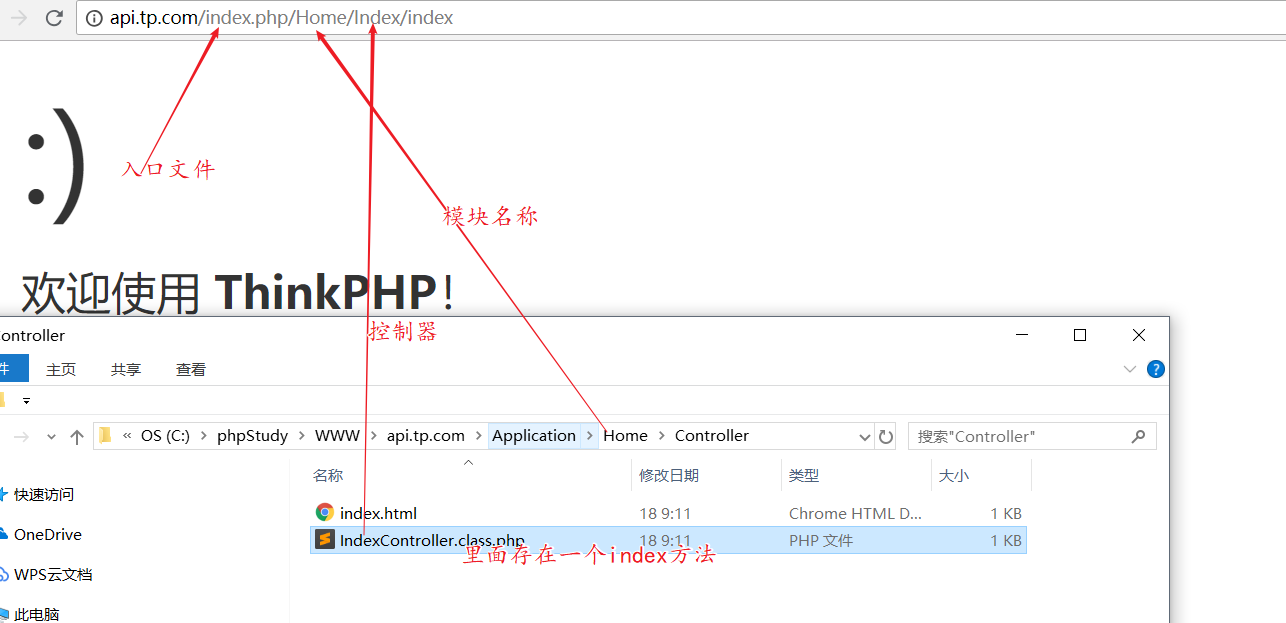 api.tp.com/index.php/Home/Index/index
:)
入口文件
模块名称
欢迎使用 ThinkPHP！
ontroller
控制器
件 主页 共享 查看
« OS (C:) > phpStudy > WWW > api.tp.com > Application > Home > Controller 搜索"Controller"
名称 修改日期 类型 大小
快速访问
index.html 18 9:11 Chrome HTML D... 1 KB
OneDrive
IndexController.class.php 18 9:11 PHP 文件 1 KB
里面存在一个index方法
WPS云文档
此电脑